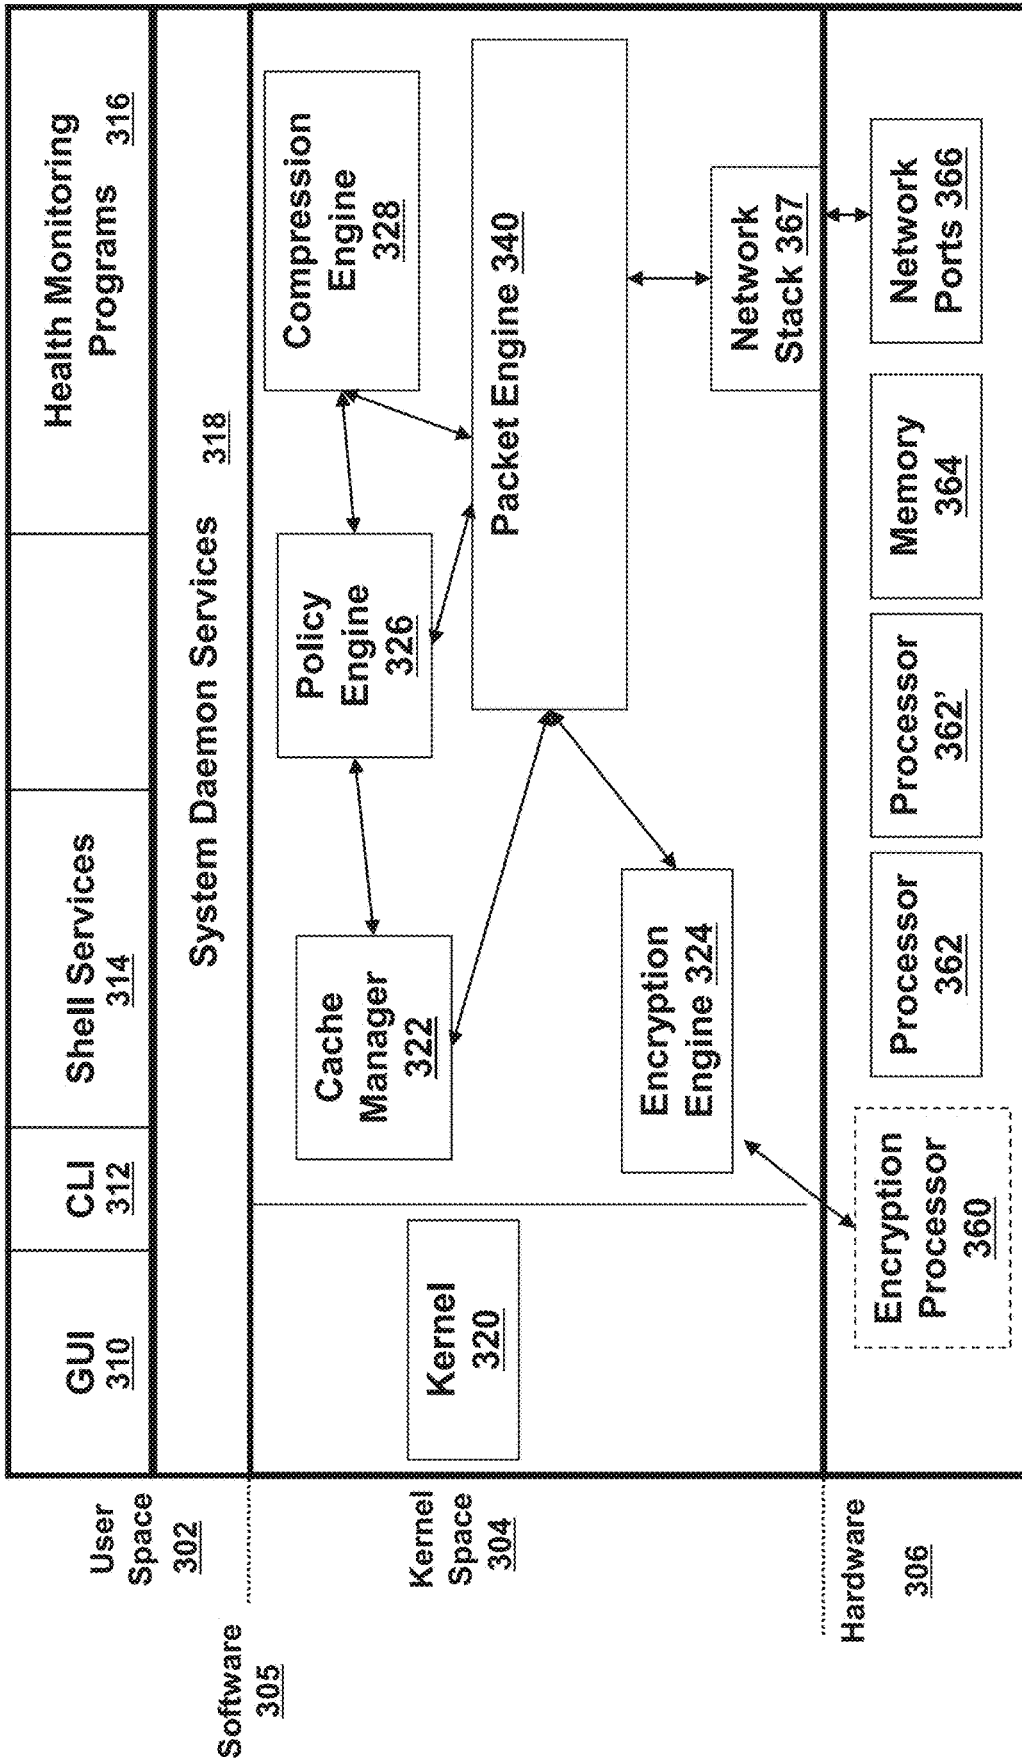 User
Space
302
GUI
310
CLI
312
Shell Services
314
Health Monitoring
Programs 316
System Daemon Services 318
Software
305
Kernel
Space
304
Kernel
320
Cache
Manager
322
Policy
Engine
326
Compression
Engine
328
Packet Engine 340
Encryption
Engine 324
Network
Stack 367
Hardware
306
Encryption
Processor
360
Processor
362
Processor
362'
Memory
364
Network
Ports 366